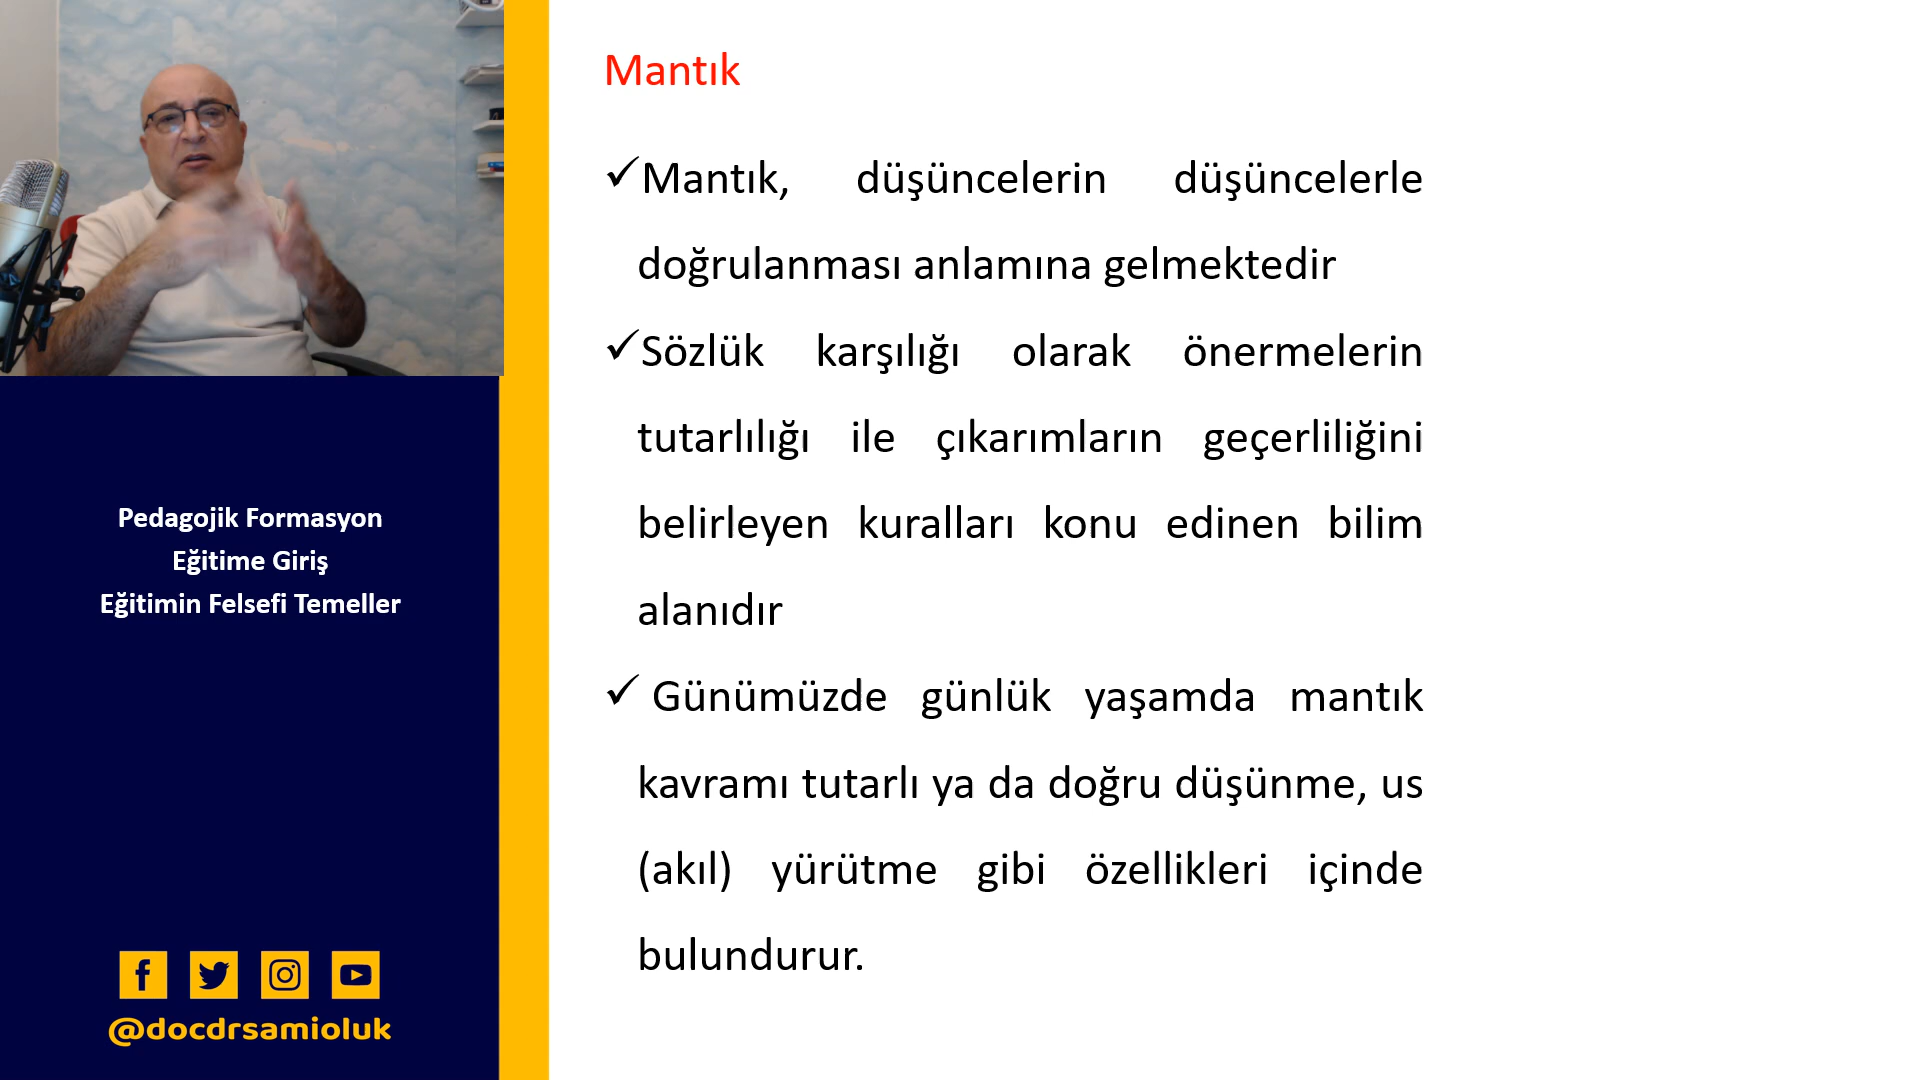 Mantık
✓Mantık, düşüncelerin düşüncelerle
doğrulanması anlamına gelmektedir
✓Sözlük karşılığı olarak önermelerin
tutarlılığı ile çıkarımların geçerliliğini
belirleyen kuralları konu edinen bilim
alanıdır
✓ Günümüzde günlük yaşamda mantık
kavramı tutarlı ya da doğru düşünme, us
(akıl) yürütme gibi özellikleri içinde
bulundurur.
Pedagojik Formasyon
Eğitime Giriş
Eğitimin Felsefi Temeller
@docdrsamioluk